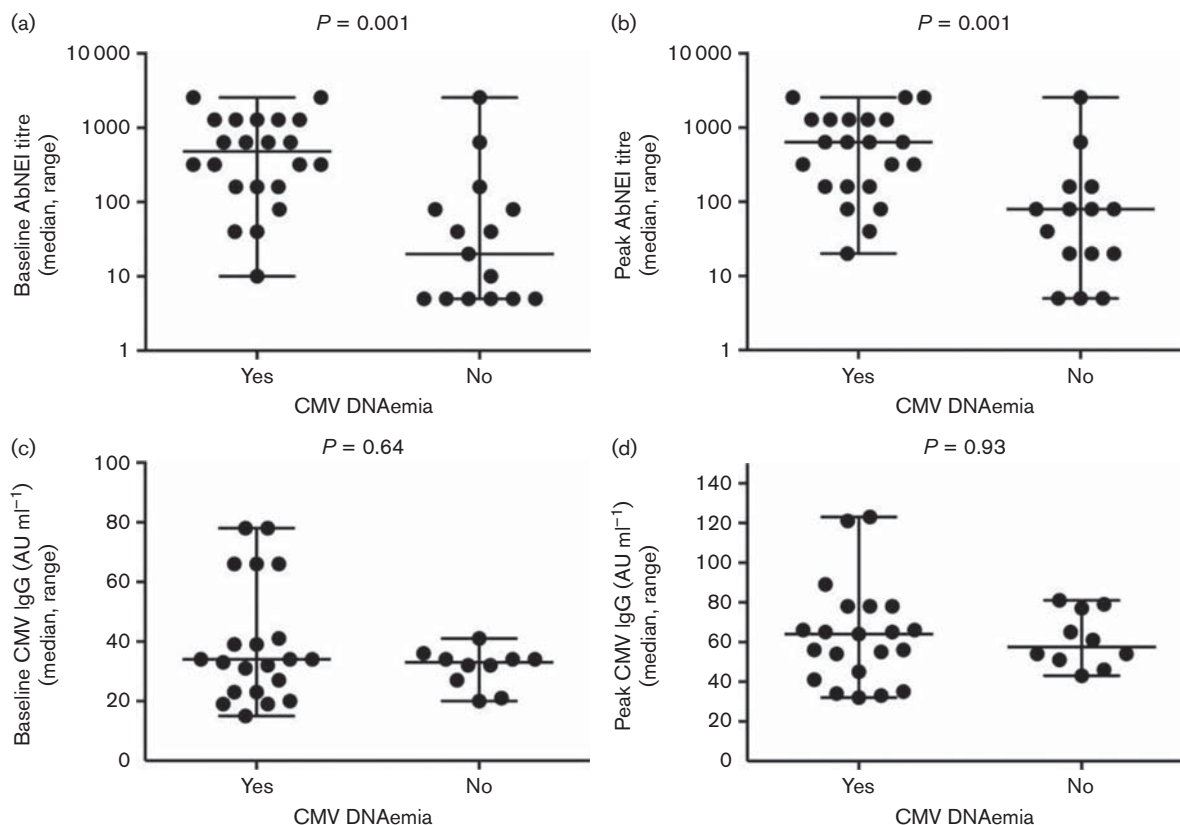 (a)
P = 0.001
10 000
1000
100
10
1
Baseline AbNEI titre
(median, range)
Yes
No
CMV DNAemia
(b)
P = 0.001
10 000
1000
100
10
1
Peak AbNEI titre
(median, range)
Yes
No
CMV DNAemia
(c)
P = 0.64
100
80
60
40
20
0
Baseline CMV IgG (AU ml⁻¹)
(median, range)
Yes
No
CMV DNAemia
(d)
P = 0.93
140
120
100
80
60
40
20
0
Peak CMV IgG (AU ml⁻¹)
(median, range)
Yes
No
CMV DNAemia